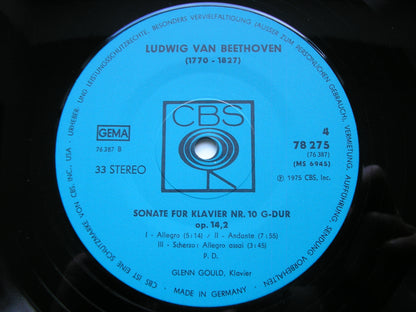 URHEBER- UND LEISTUNGSSCHUTZRECHTE, BESONDERS VERVIELFÄLTIGUNG (AUSSER ZUM PERSÖNLICHEN GEBRAUCH), VERMIETUNG, AUFFÜHRUNG, SENDUNG VORBEHALTEN
LUDWIG VAN BEETHOVEN
(1770 - 1827)
CBS
GEMA
76387 B
33 STEREO
4
78 275
(76 387)
(MS 6945)
℗ 1975 CBS, Inc.
SONATE FÜR KLAVIER NR. 10 G-DUR
op. 14,2
I - Allegro (5:14) / II - Andante (7:55)
III - Scherzo: Allegro assai (3:45)
P. D.
GLENN GOULD, Klavier
MADE IN GERMANY
CBS IST EINE SCHUTZMARKE VON CBS INC., USA